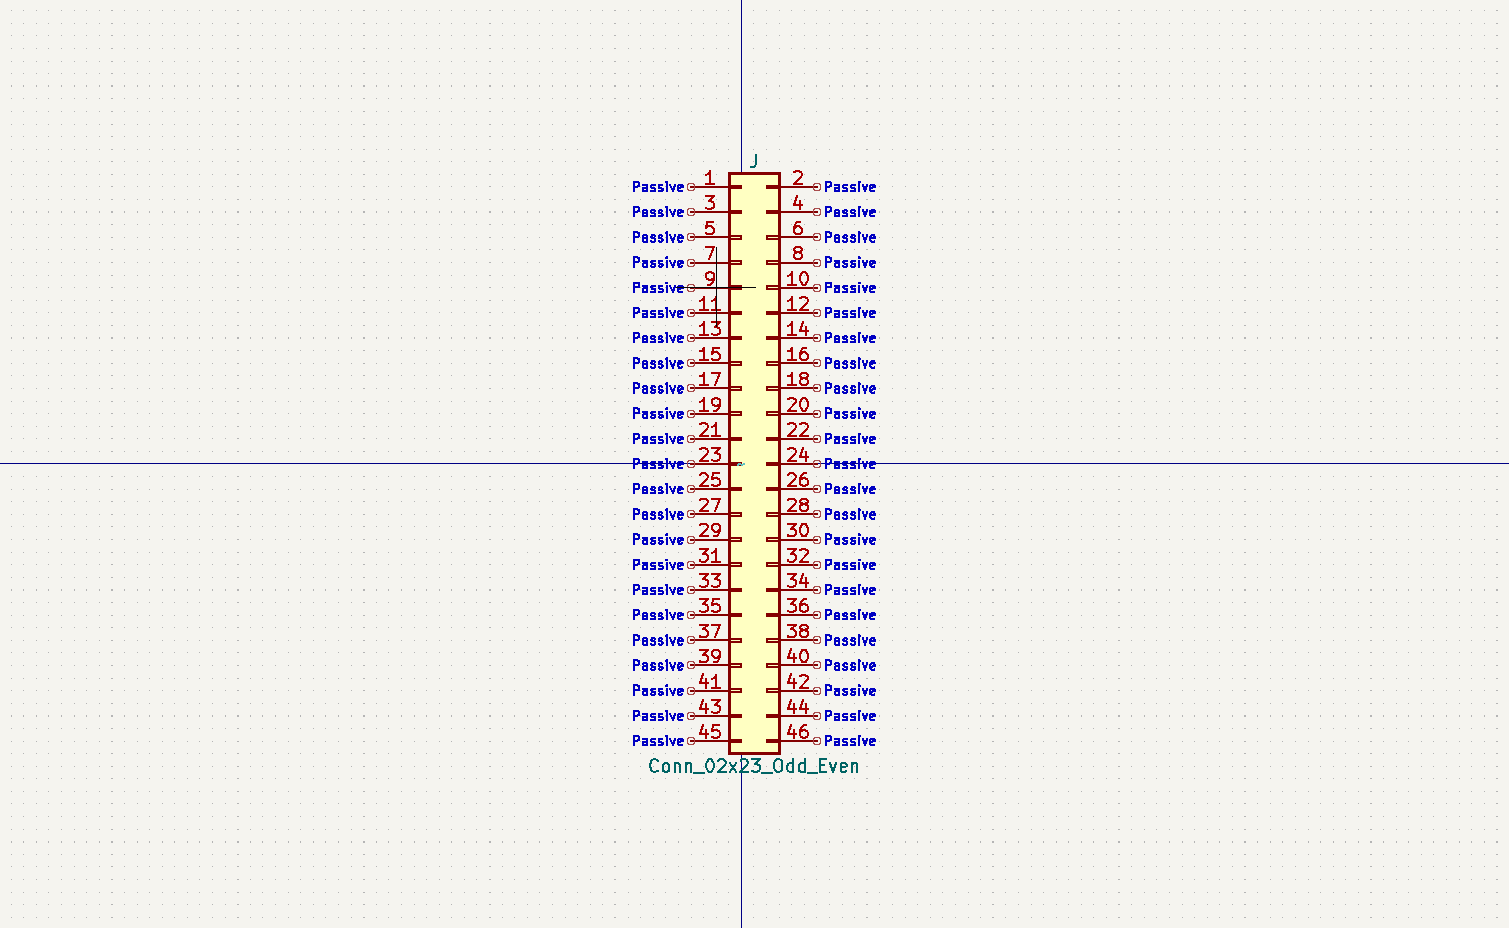 J
Passive 1 2 Passive
Passive 3 4 Passive
Passive 5 6 Passive
Passive 7 8 Passive
Passive 9 10 Passive
Passive 11 12 Passive
Passive 13 14 Passive
Passive 15 16 Passive
Passive 17 18 Passive
Passive 19 20 Passive
Passive 21 22 Passive
Passive 23 24 Passive
Passive 25 26 Passive
Passive 27 28 Passive
Passive 29 30 Passive
Passive 31 32 Passive
Passive 33 34 Passive
Passive 35 36 Passive
Passive 37 38 Passive
Passive 39 40 Passive
Passive 41 42 Passive
Passive 43 44 Passive
Passive 45 46 Passive
Conn_02x23_Odd_Even